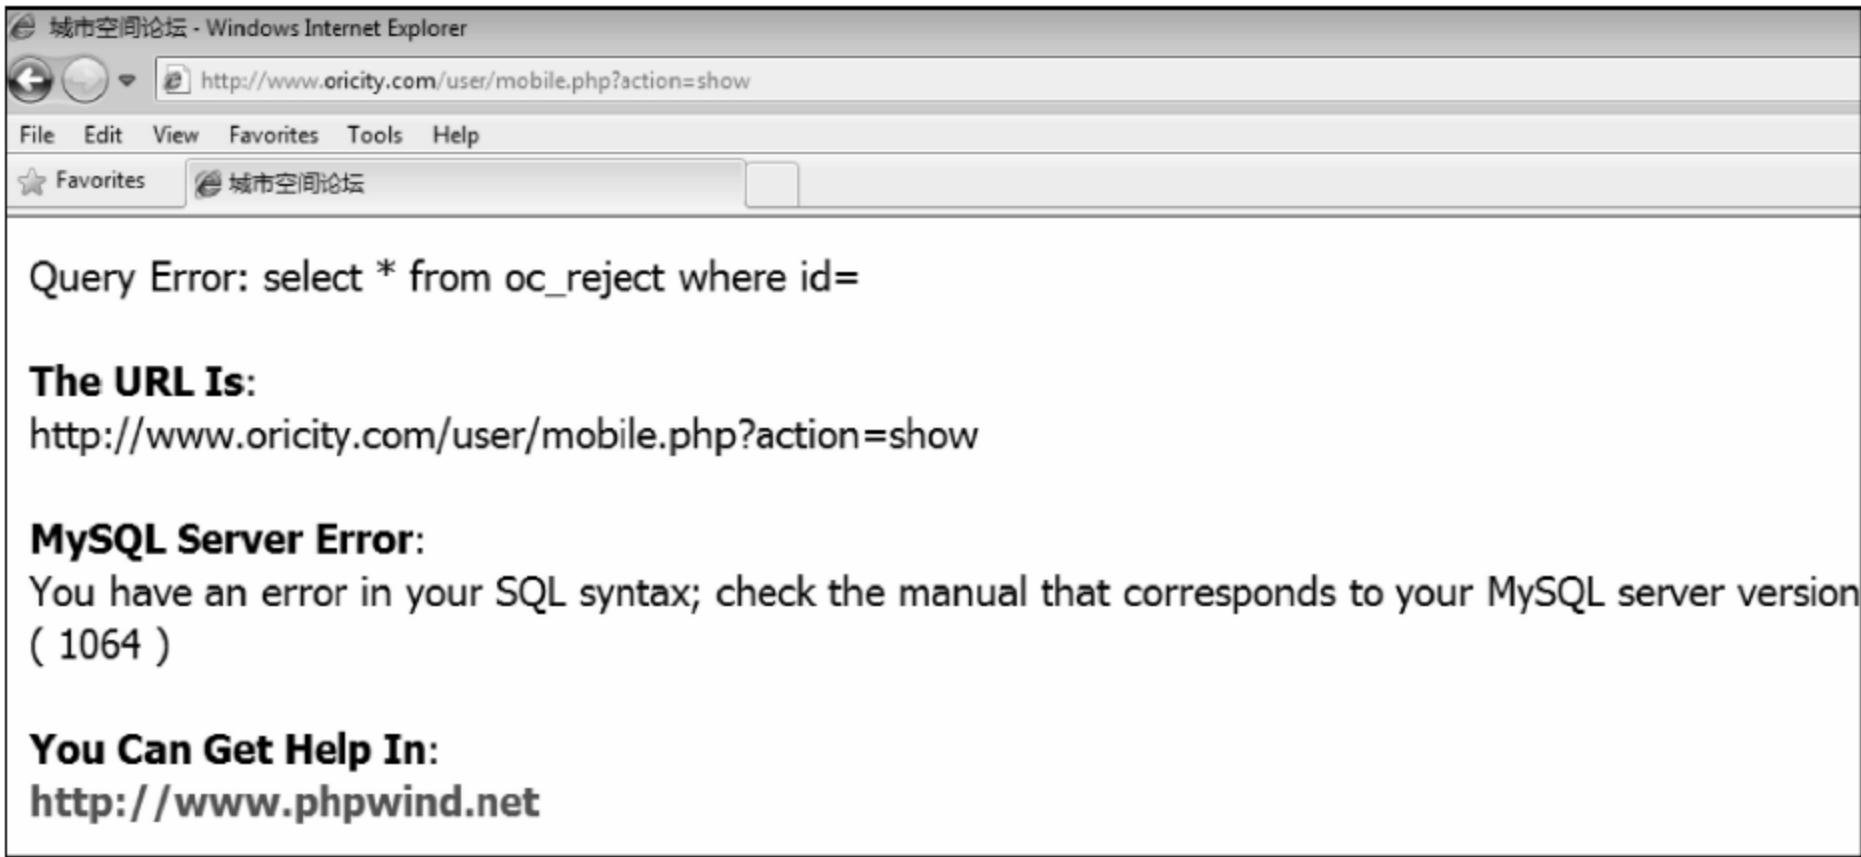 城市空间论坛 - Windows Internet Explorer
http://www.oricity.com/user/mobile.php?action=show
File Edit View Favorites Tools Help
Favorites 城市空间论坛
Query Error: select * from oc_reject where id=
The URL Is:
http://www.oricity.com/user/mobile.php?action=show
MySQL Server Error:
You have an error in your SQL syntax; check the manual that corresponds to your MySQL server version
( 1064 )
You Can Get Help In:
http://www.phpwind.net